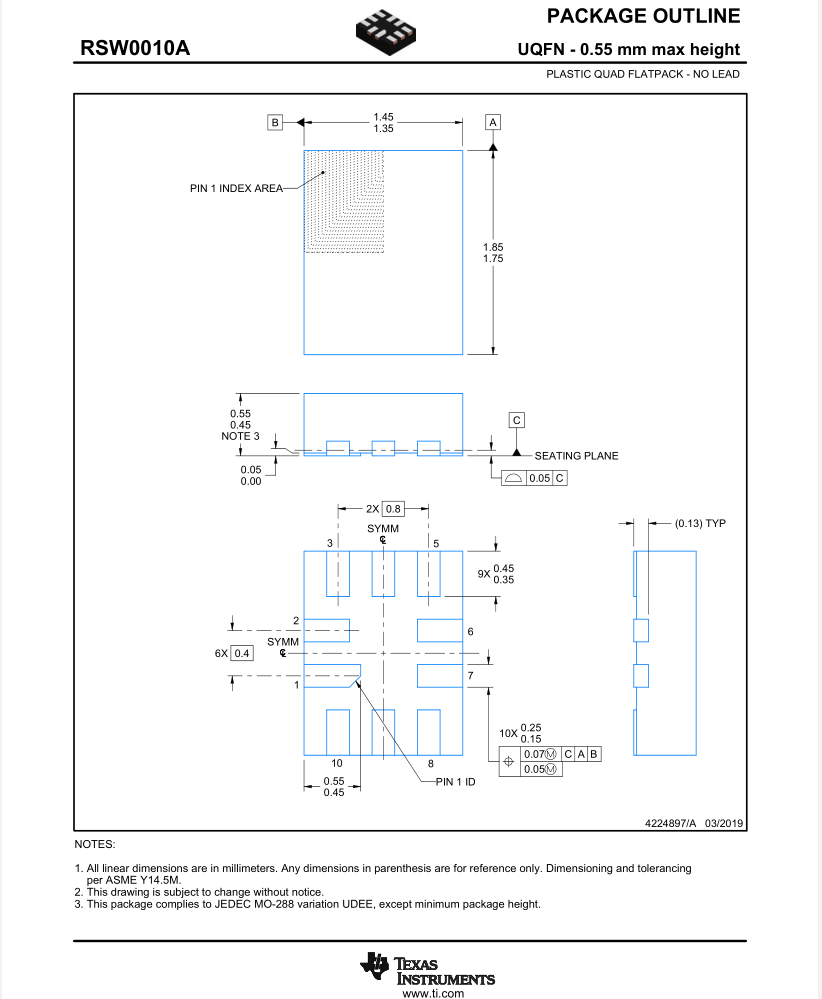 PACKAGE OUTLINE
RSW0010A
UQFN - 0.55 mm max height
PLASTIC QUAD FLATPACK - NO LEAD
B
1.45
1.35
A
PIN 1 INDEX AREA
1.85
1.75
0.55
0.45
NOTE 3
C
SEATING PLANE
0.05
0.00
0.05 C
2X 0.8
(0.13) TYP
SYMM
℄
3
5
9X 0.45
0.35
2
6
SYMM
℄
6X 0.4
7
1
10X 0.25
0.15
0.07Ⓜ C A B
0.05Ⓜ
10
8
0.55
0.45
PIN 1 ID
4224897/A 03/2019
NOTES:
1. All linear dimensions are in millimeters. Any dimensions in parenthesis are for reference only. Dimensioning and tolerancing
per ASME Y14.5M.
2. This drawing is subject to change without notice.
3. This package complies to JEDEC MO-288 variation UDEE, except minimum package height.
TEXAS
INSTRUMENTS
www.ti.com